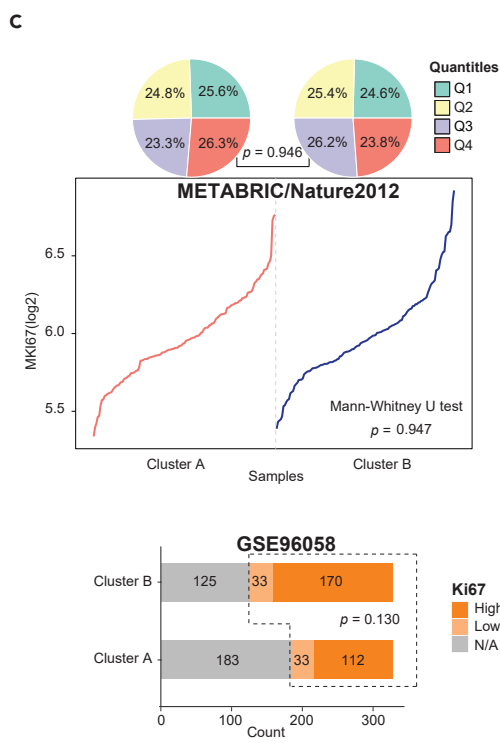 C
Quantitles
24.8% 25.6% 25.4% 24.6% Q1
Q2
23.3% 26.3% 26.2% 23.8% Q3
Q4
p = 0.946
METABRIC/Nature2012
6.5
6.0
5.5
MKI67(log2)
Mann-Whitney U test
p = 0.947
Cluster A Cluster B
Samples
GSE96058
Cluster B 125 33 170
p = 0.130
Cluster A 183 33 112
0 100 200 300
Count
Ki67
High
Low
N/A